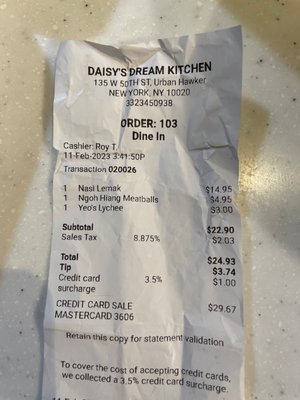 DAISY'S DREAM KITCHEN
135 W 50TH ST, Urban Hawker
NEW YORK, NY 10020
3323450938
ORDER: 103
Dine In
Cashier: Roy T.
11-Feb-2023 3:41:50P
Transaction 020026
1 Nasi Lemak $14.95
1 Ngoh Hiang Meatballs $4.95
1 Yeo's Lychee $3.00
Subtotal $22.90
Sales Tax 8.875% $2.03
Total $24.93
Tip $3.74
Credit card 3.5% $1.00
surcharge
CREDIT CARD SALE $29.67
MASTERCARD 3606
Retain this copy for statement validation
To cover the cost of accepting credit cards,
we collected a 3.5% credit card surcharge.